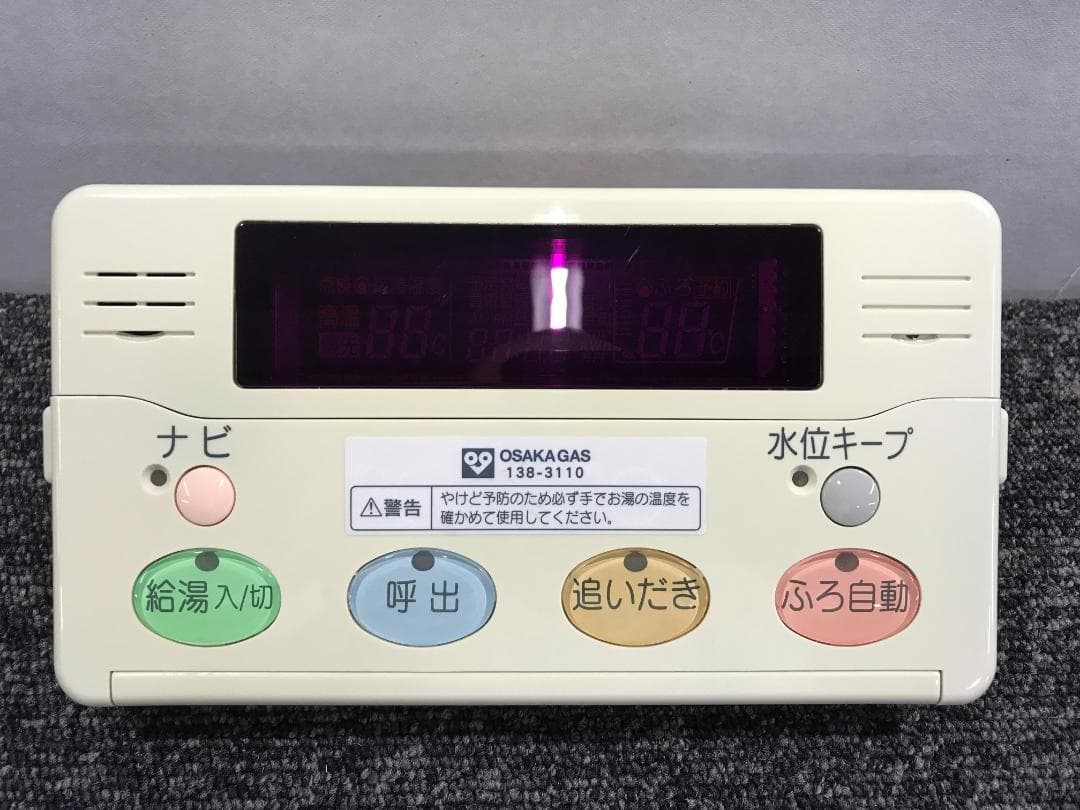 ナビ
水位キープ
OSAKA GAS
138-3110
⚠警告
やけど予防のため必ず手でお湯の温度を
確かめて使用してください。
給湯 入/切
呼出
追いだき
ふろ自動